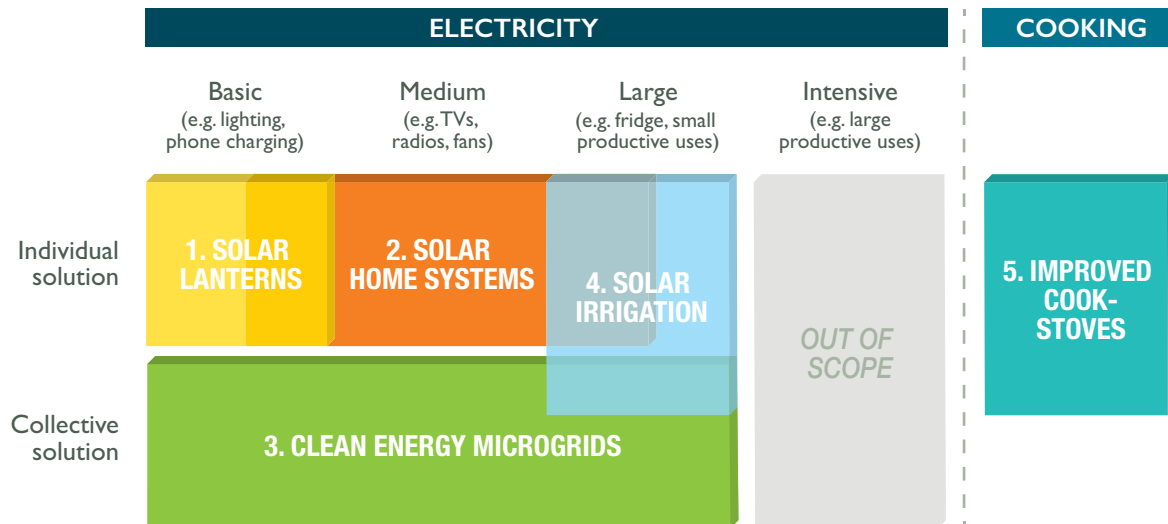 ELECTRICITY
COOKING
Basic
(e.g. lighting,
phone charging)
Medium
(e.g. TVs,
radios, fans)
Large
(e.g. fridge, small
productive uses)
Intensive
(e.g. large
productive uses)
Individual
solution
1. SOLAR
LANTERNS
2. SOLAR
HOME SYSTEMS
4. SOLAR
IRRIGATION
OUT OF
SCOPE
5. IMPROVED
COOK-
STOVES
Collective
solution
3. CLEAN ENERGY MICROGRIDS